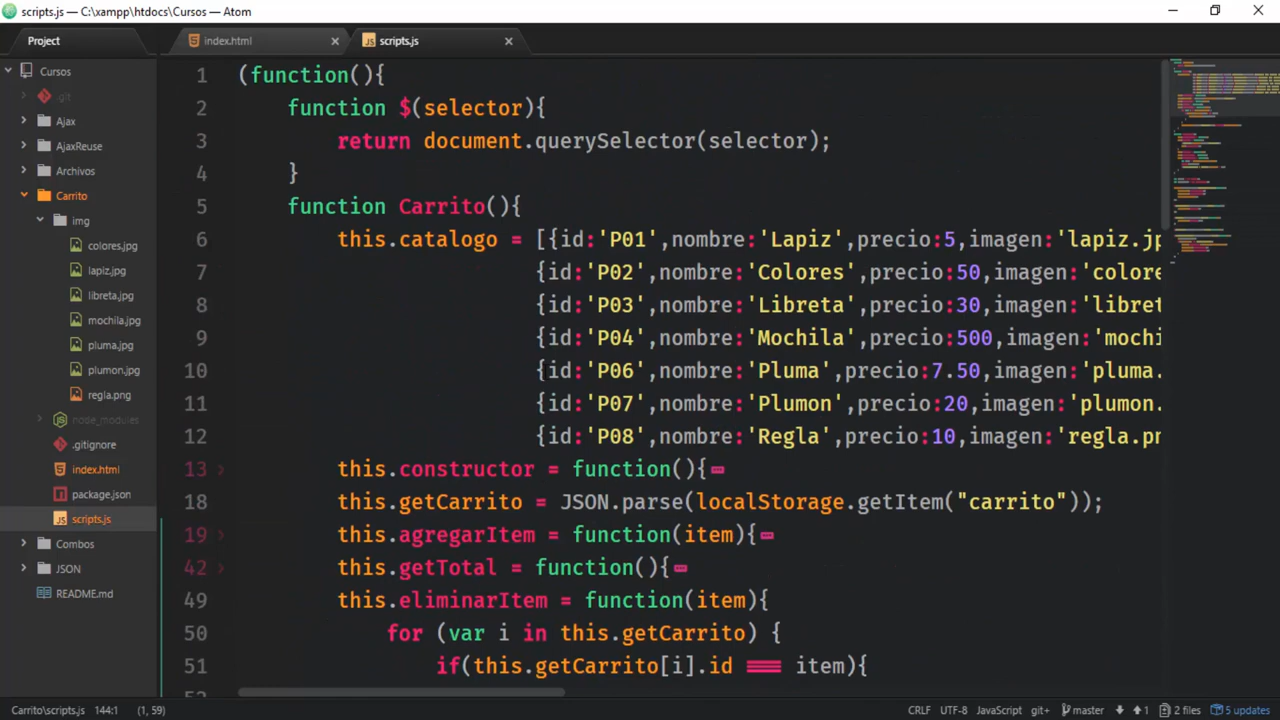 scripts.js — C:\xampp\htdocs\Cursos — Atom
Project
index.html
scripts.js
Cursos
.git
Ajax
AjaxReuse
Archivos
Carrito
img
colores.jpg
lapiz.jpg
libreta.jpg
mochila.jpg
pluma.jpg
plumon.jpg
regla.png
node_modules
.gitignore
index.html
package.json
scripts.js
Combos
JSON
README.md
1 (function(){
2 function $(selector){
3 return document.querySelector(selector);
4 }
5 function Carrito(){
6 this.catalogo = [{id:'P01',nombre:'Lapiz',precio:5,imagen:'lapiz.jp
7 {id:'P02',nombre:'Colores',precio:50,imagen:'colore
8 {id:'P03',nombre:'Libreta',precio:30,imagen:'libret
9 {id:'P04',nombre:'Mochila',precio:500,imagen:'mochi
10 {id:'P06',nombre:'Pluma',precio:7.50,imagen:'pluma.
11 {id:'P07',nombre:'Plumon',precio:20,imagen:'plumon.
12 {id:'P08',nombre:'Regla',precio:10,imagen:'regla.pn
13 this.constructor = function(){
18 this.getCarrito = JSON.parse(localStorage.getItem("carrito"));
19 this.agregarItem = function(item){
42 this.getTotal = function(){
49 this.eliminarItem = function(item){
50 for (var i in this.getCarrito) {
51 if(this.getCarrito[i].id === item){
Carrito\scripts.js 144:1 (1, 59)
CRLF UTF-8 JavaScript git+ master 1 2 files 5 updates